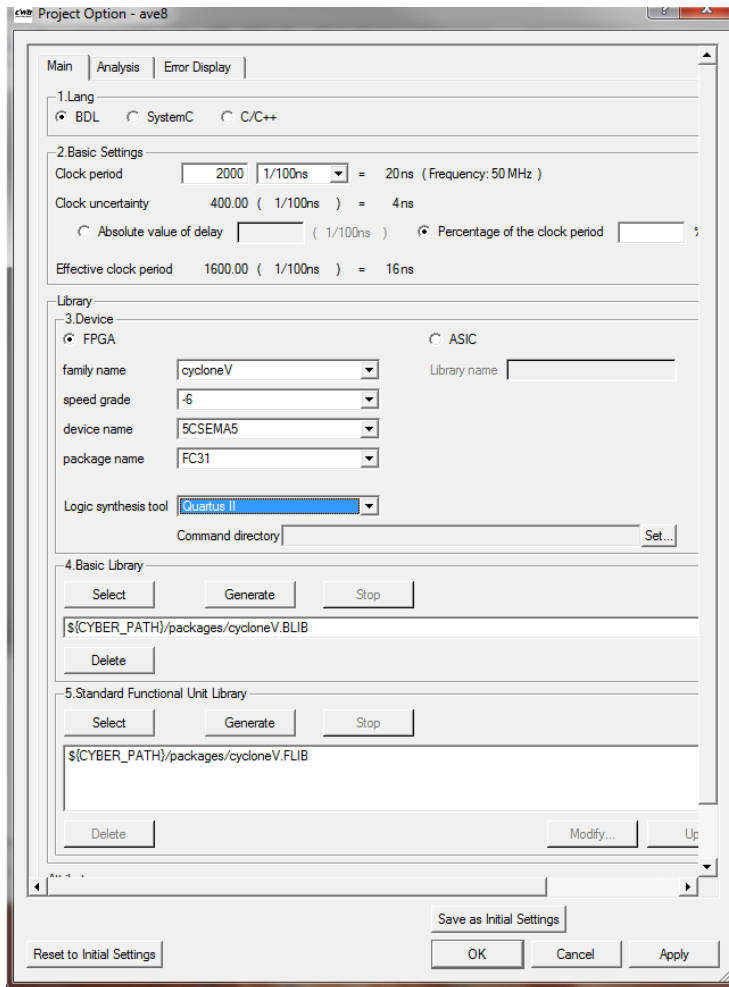 CWB Project Option - ave8
Main Analysis Error Display
1.Lang
BDL SystemC C/C++
2.Basic Settings
Clock period 2000 1/100ns = 20ns ( Frequency: 50 MHz )
Clock uncertainty 400.00 ( 1/100ns ) = 4ns
Absolute value of delay ( 1/100ns ) Percentage of the clock period
Effective clock period 1600.00 ( 1/100ns ) = 16ns
Library
3.Device
FPGA ASIC
family name cycloneV Library name
speed grade -6
device name 5CSEMA5
package name FC31
Logic synthesis tool Quartus II
Command directory Set...
4.Basic Library
Select Generate Stop
${CYBER_PATH}/packages/cycloneV.BLIB
Delete
5.Standard Functional Unit Library
Select Generate Stop
${CYBER_PATH}/packages/cycloneV.FLIB
Delete Modify... Up
Save as Initial Settings
Reset to Initial Settings OK Cancel Apply